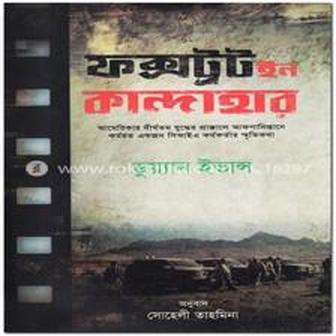 ফক্সট্রট ইন
কান্দাহার
আমেরিকার দীর্ঘতম যুদ্ধের প্রাক্কালে আফগানিস্তানে
কর্মরত একজন সিআইএ কর্মকর্তার স্মৃতিকথা
ডুয়্যান ইভান্স
অনুবাদ
সোহেলী তাহমিনা